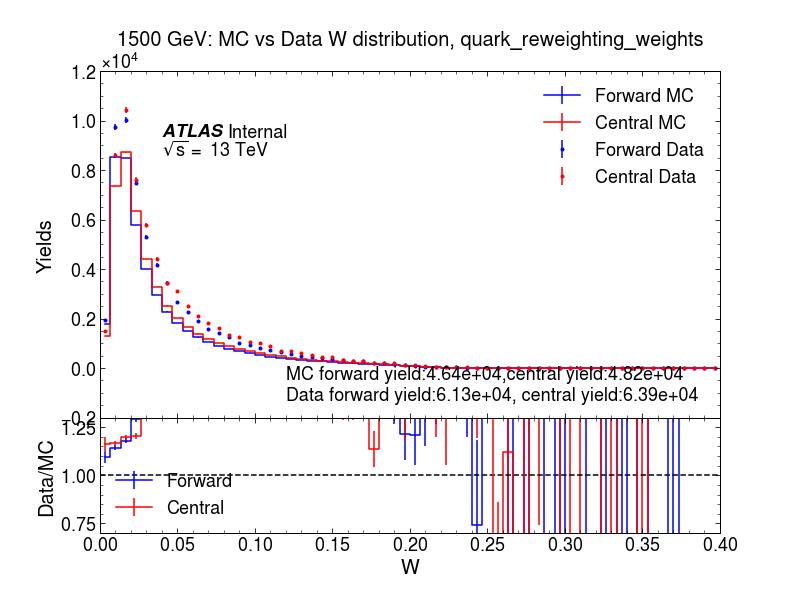 1500 GeV: MC vs Data W distribution, quark_reweighting_weights
×10⁴
1.2
1.0
0.8
0.6
0.4
0.2
0.0
0.2
Yields
ATLAS Internal
√s = 13 TeV
Forward MC
Central MC
Forward Data
Central Data
MC forward yield:4.64e+04,central yield:4.82e+04
Data forward yield:6.13e+04, central yield:6.39e+04
1.25
1.00
0.75
Data/MC
Forward
Central
0.00 0.05 0.10 0.15 0.20 0.25 0.30 0.35 0.40
W